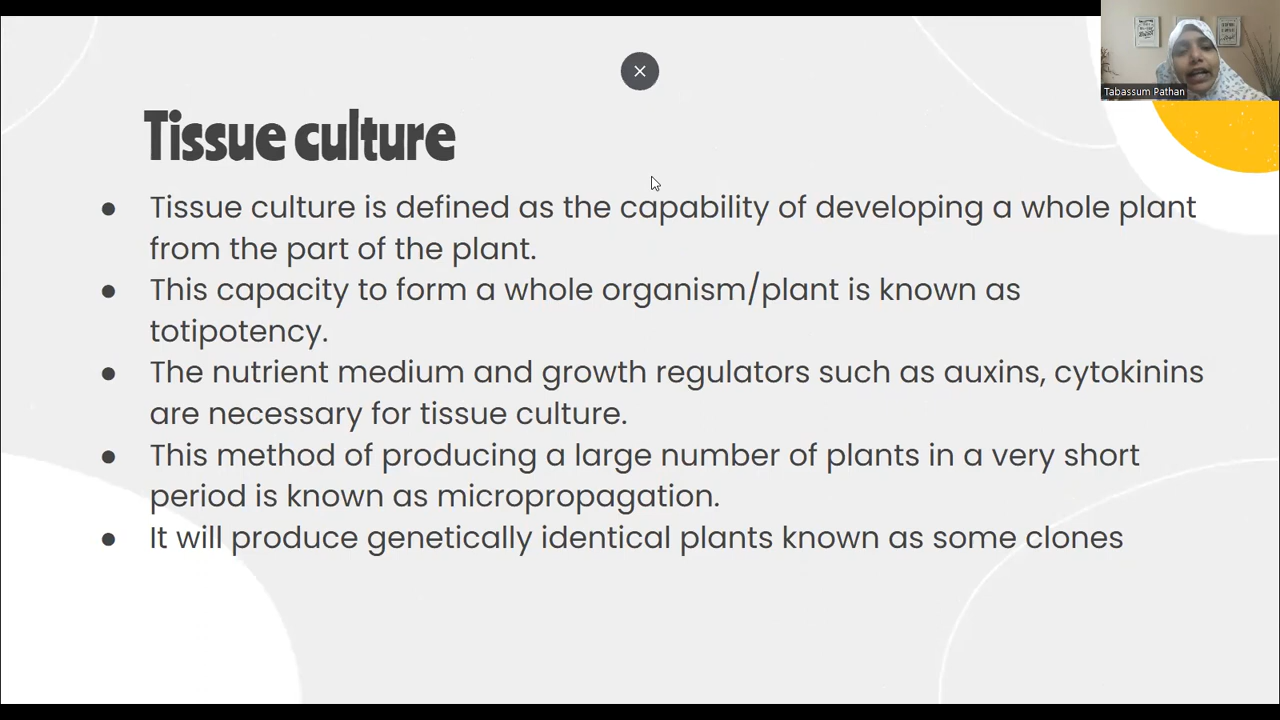 Tabassum Pathan
Tissue culture
● Tissue culture is defined as the capability of developing a whole plant
from the part of the plant.
● This capacity to form a whole organism/plant is known as
totipotency.
● The nutrient medium and growth regulators such as auxins, cytokinins
are necessary for tissue culture.
● This method of producing a large number of plants in a very short
period is known as micropropagation.
● It will produce genetically identical plants known as some clones